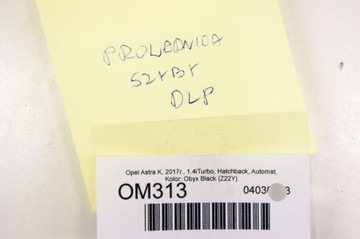 PROWADNICA
SZYBY
DLP
Opel Astra K, 2017r., 1.4iTurbo, Hatchback, Automat,
Kolor: Obyx Black (Z22Y)
OM313